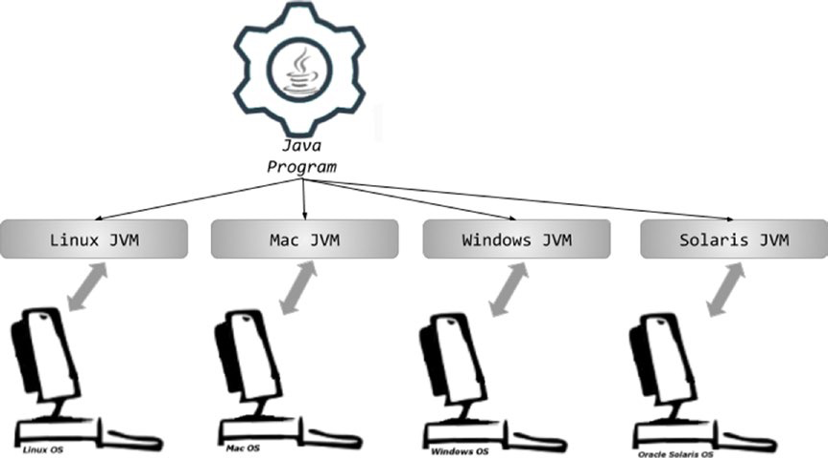 Java
Program
Linux JVM
Mac JVM
Windows JVM
Solaris JVM
Linux OS
Mac OS
Windows OS
Oracle Solaris OS